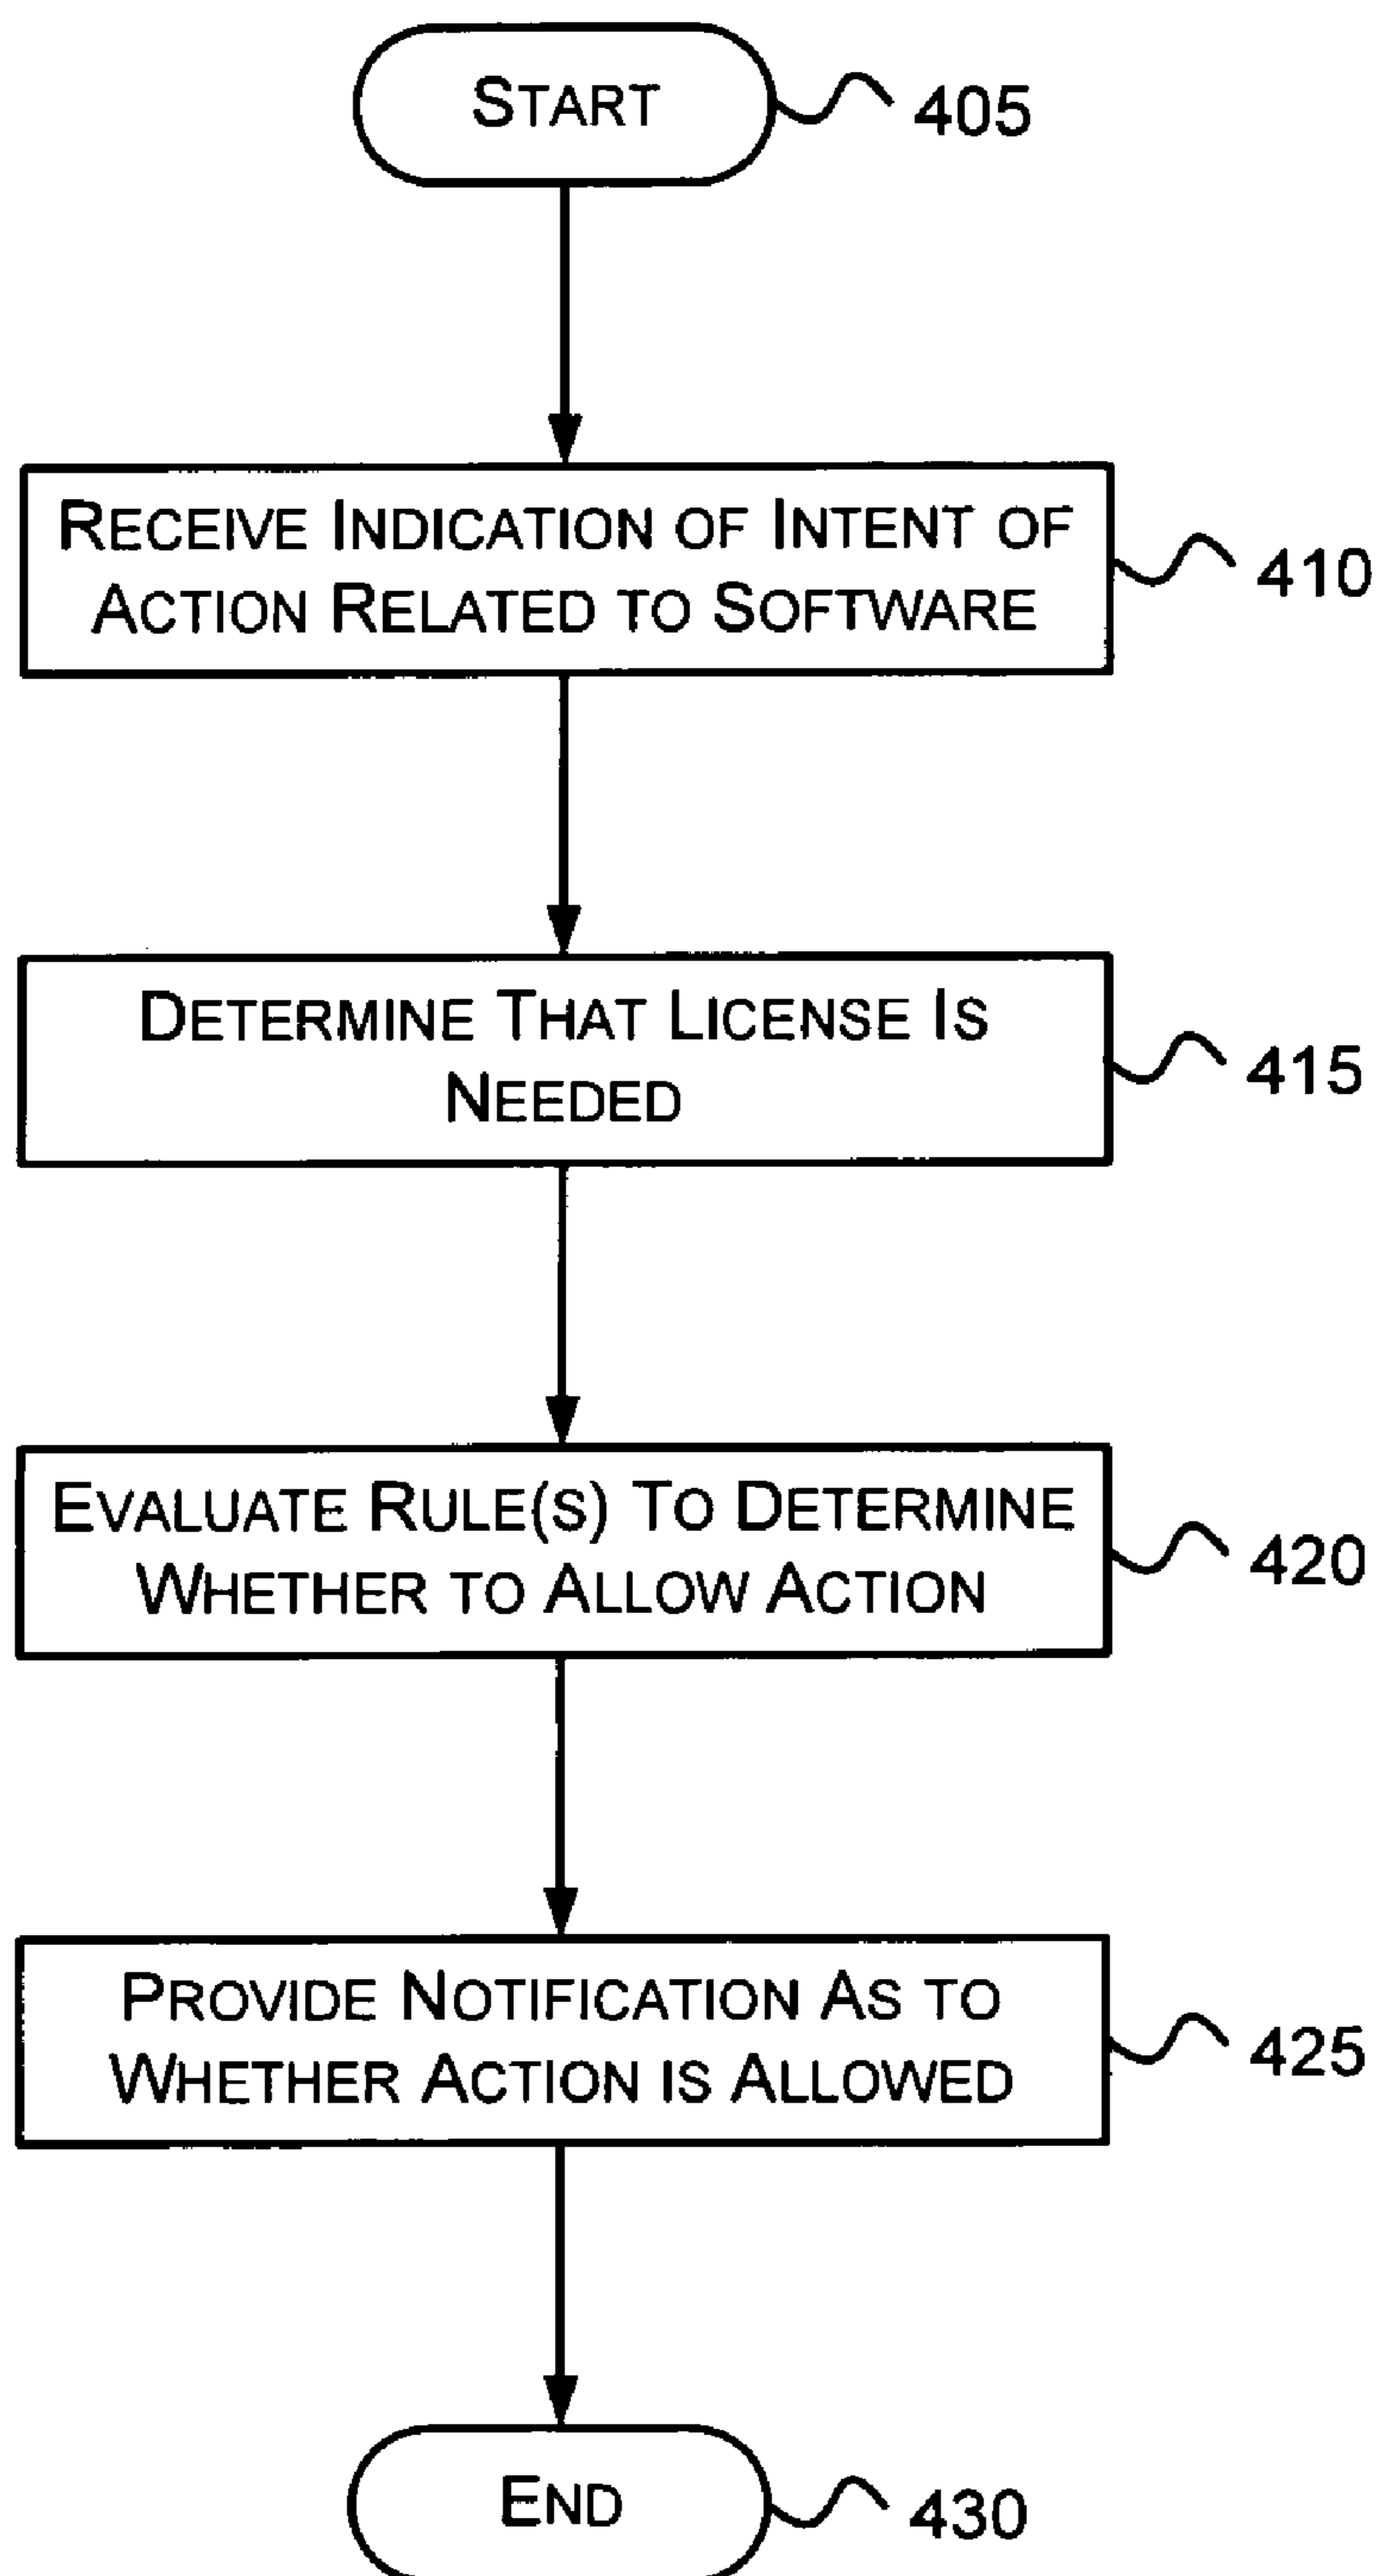 START
405
RECEIVE INDICATION OF INTENT OF
ACTION RELATED TO SOFTWARE
410
DETERMINE THAT LICENSE IS
NEEDED
415
EVALUATE RULE(S) TO DETERMINE
WHETHER TO ALLOW ACTION
420
PROVIDE NOTIFICATION AS TO
WHETHER ACTION IS ALLOWED
425
END
430